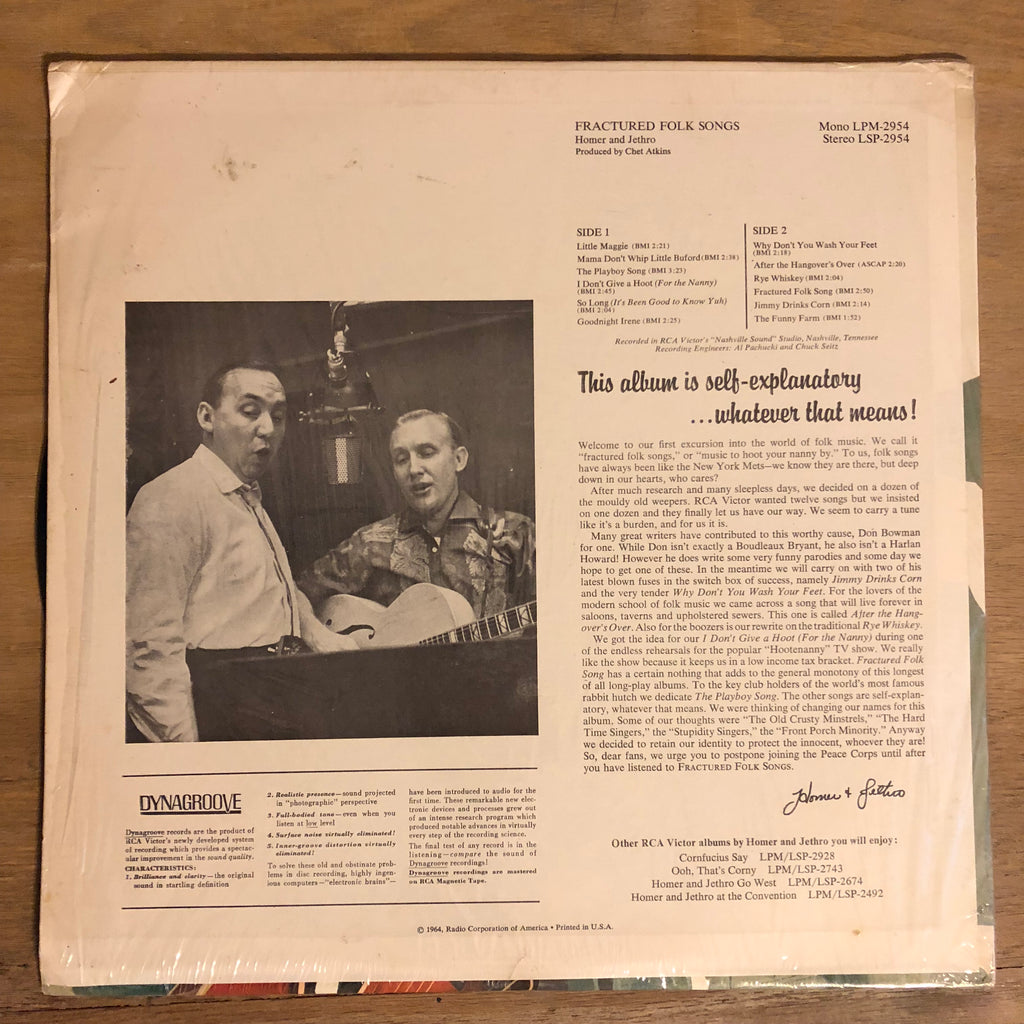 FRACTURED FOLK SONGS
Homer and Jethro
Produced by Chet Atkins
Mono LPM-2954
Stereo LSP-2954
SIDE 1
Little Maggie (BMI 2:21)
Mama Don't Whip Little Buford (BMI 2:38)
The Playboy Song (BMI 3:23)
I Don't Give a Hoot (For the Nanny)
(BMI 2:45)
So Long (It's Been Good to Know Yuh)
(BMI 2:04)
Goodnight Irene (BMI 2:25)
SIDE 2
Why Don't You Wash Your Feet
(BMI 2:18)
After the Hangover's Over (ASCAP 2:20)
Rye Whiskey (BMI 2:04)
Fractured Folk Song (BMI 2:50)
Jimmy Drinks Corn (BMI 2:14)
The Funny Farm (BMI 1:52)
Recorded in RCA Victor's "Nashville Sound" Studio, Nashville, Tennessee
Recording Engineers: Al Pachucki and Chuck Seitz
This album is self-explanatory
...whatever that means!
Welcome to our first excursion into the world of folk music. We call it
"fractured folk songs," or "music to hoot your nanny by." To us, folk songs
have always been like the New York Mets—we know they are there, but deep
down in our hearts, who cares?
After much research and many sleepless days, we decided on a dozen of
the mouldy old weepers. RCA Victor wanted twelve songs but we insisted
on one dozen and they finally let us have our way. We seem to carry a tune
like it's a burden, and for us it is.
Many great writers have contributed to this worthy cause, Don Bowman
for one. While Don isn't exactly a Boudleaux Bryant, he also isn't a Harlan
Howard! However he does write some very funny parodies and some day we
hope to get one of these. In the meantime we will carry on with two of his
latest blown fuses in the switch box of success, namely Jimmy Drinks Corn
and the very tender Why Don't You Wash Your Feet. For the lovers of the
modern school of folk music we came across a song that will live forever in
saloons, taverns and upholstered sewers. This one is called After the Hang-
over's Over. Also for the boozers is our rewrite on the traditional Rye Whiskey.
We got the idea for our I Don't Give a Hoot (For the Nanny) during one
of the endless rehearsals for the popular "Hootenanny" TV show. We really
like the show because it keeps us in a low income tax bracket. Fractured Folk
Song has a certain nothing that adds to the general monotony of this longest
of all long-play albums. To the key club holders of the world's most famous
rabbit hutch we dedicate The Playboy Song. The other songs are self-explan-
atory, whatever that means. We were thinking of changing our names for this
album. Some of our thoughts were "The Old Crusty Minstrels," "The Hard
Time Singers," the "Stupidity Singers," the "Front Porch Minority." Anyway
we decided to retain our identity to protect the innocent, whoever they are!
So, dear fans, we urge you to postpone joining the Peace Corps until after
you have listened to FRACTURED FOLK SONGS.
Homer & Jethro
Other RCA Victor albums by Homer and Jethro you will enjoy:
Cornfucius Say LPM/LSP-2928
Ooh, That's Corny LPM/LSP-2743
Homer and Jethro Go West LPM/LSP-2674
Homer and Jethro at the Convention LPM/LSP-2492
DYNAGROOVE
Dynagroove records are the product of
RCA Victor's newly developed system
of recording which provides a spectac-
ular improvement in the sound quality.
CHARACTERISTICS:
1. Brilliance and clarity—the original
sound in startling definition
2. Realistic presence—sound projected
in "photographic" perspective
3. Full-bodied tone—even when you
listen at low level
4. Surface noise virtually eliminated!
5. Inner-groove distortion virtually
eliminated!
To solve these old and obstinate prob-
lems in disc recording, highly ingen-
ious computers—"electronic brains"—
have been introduced to audio for the
first time. These remarkable new elec-
tronic devices and processes grew out
of an intense research program which
produced notable advances in virtually
every step of the recording science.
The final test of any record is in the
listening—compare the sound of
Dynagroove recordings!
Dynagroove recordings are mastered
on RCA Magnetic Tape.
© 1964, Radio Corporation of America • Printed in U.S.A.